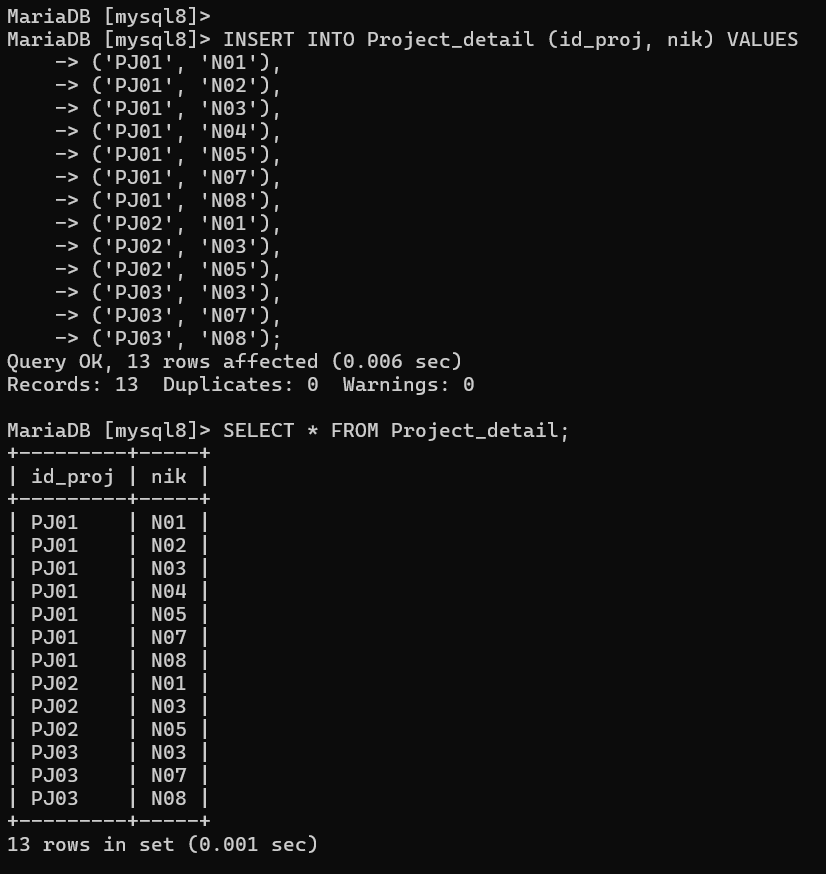 MariaDB [mysql8]>
MariaDB [mysql8]> INSERT INTO Project_detail (id_proj, nik) VALUES
    -> ('PJ01', 'N01'),
    -> ('PJ01', 'N02'),
    -> ('PJ01', 'N03'),
    -> ('PJ01', 'N04'),
    -> ('PJ01', 'N05'),
    -> ('PJ01', 'N07'),
    -> ('PJ01', 'N08'),
    -> ('PJ02', 'N01'),
    -> ('PJ02', 'N03'),
    -> ('PJ02', 'N05'),
    -> ('PJ03', 'N03'),
    -> ('PJ03', 'N07'),
    -> ('PJ03', 'N08');
Query OK, 13 rows affected (0.006 sec)
Records: 13  Duplicates: 0  Warnings: 0

MariaDB [mysql8]> SELECT * FROM Project_detail;
+---------+-----+
| id_proj | nik |
+---------+-----+
| PJ01    | N01 |
| PJ01    | N02 |
| PJ01    | N03 |
| PJ01    | N04 |
| PJ01    | N05 |
| PJ01    | N07 |
| PJ01    | N08 |
| PJ02    | N01 |
| PJ02    | N03 |
| PJ02    | N05 |
| PJ03    | N03 |
| PJ03    | N07 |
| PJ03    | N08 |
+---------+-----+
13 rows in set (0.001 sec)